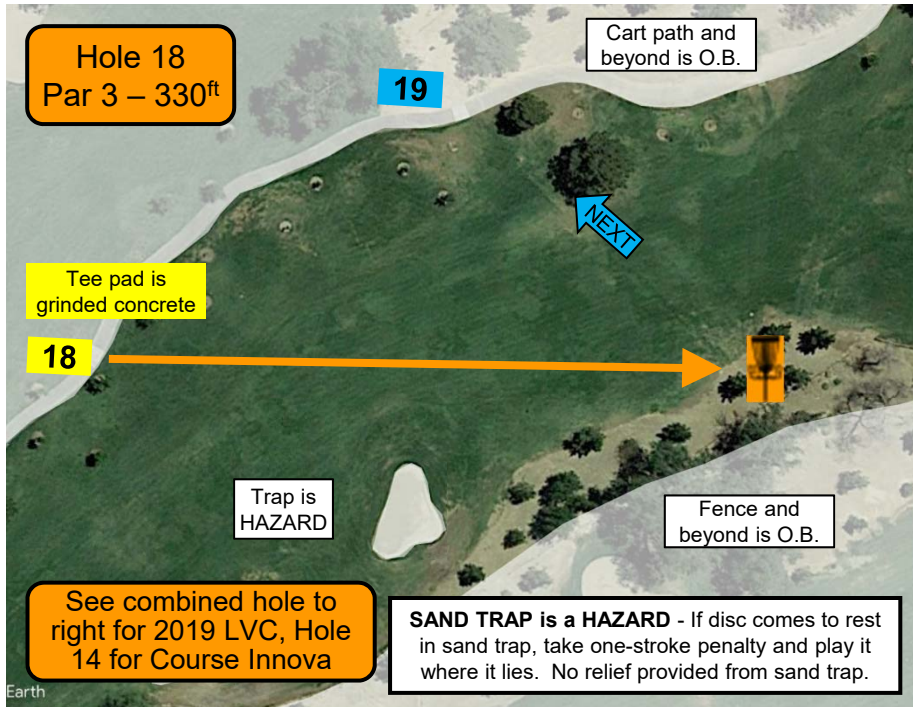 Hole 18
Par 3 – 330ft
Cart path and
beyond is O.B.
19
NEXT
Tee pad is
grinded concrete
18
Trap is
HAZARD
Fence and
beyond is O.B.
See combined hole to
right for 2019 LVC, Hole
14 for Course Innova
SAND TRAP is a HAZARD - If disc comes to rest
in sand trap, take one-stroke penalty and play it
where it lies.  No relief provided from sand trap.
Earth